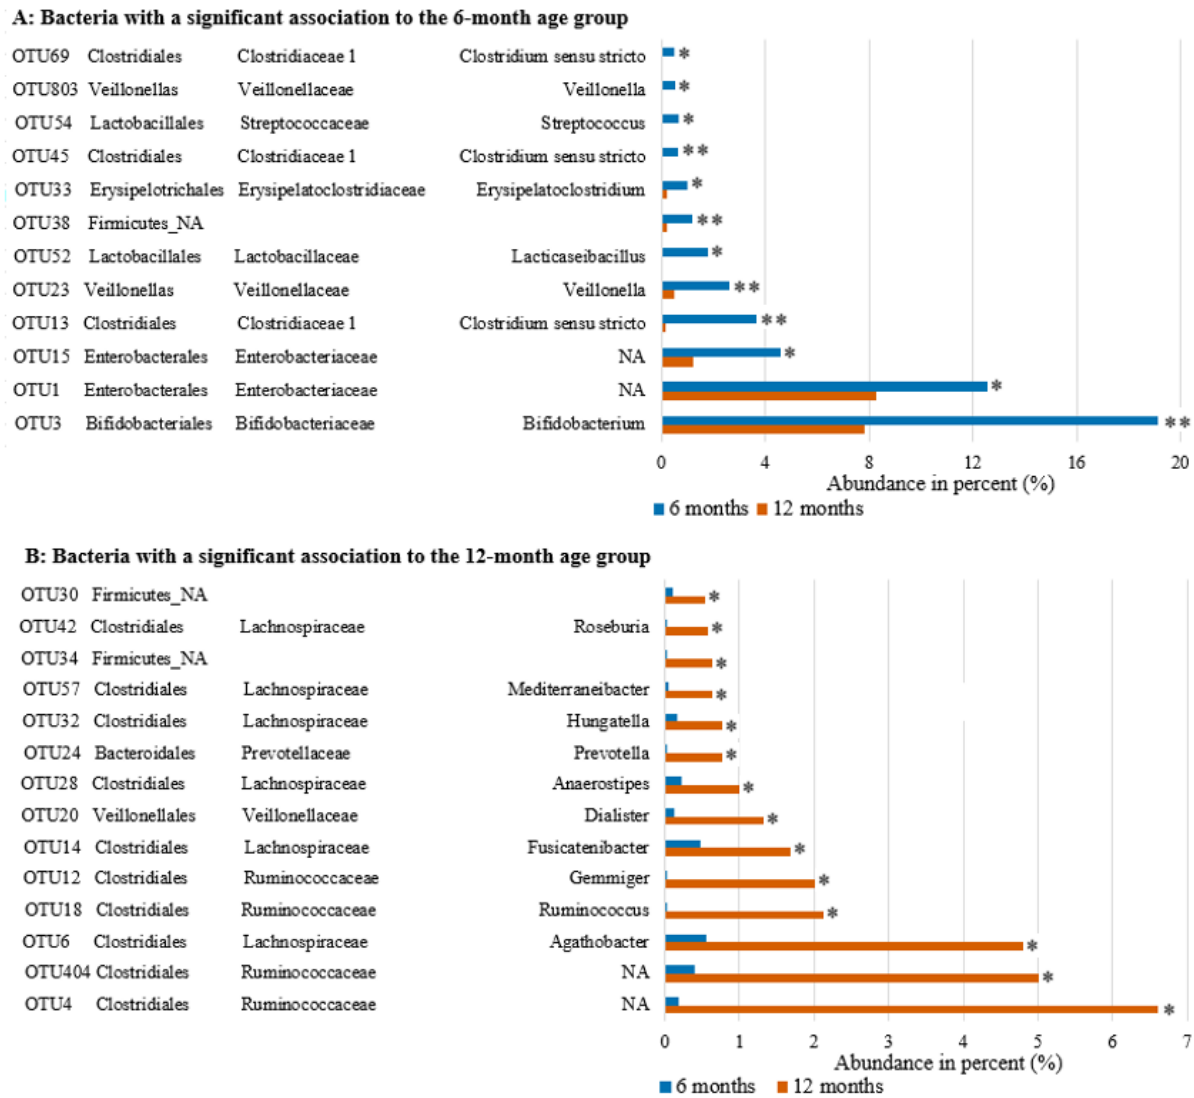 A: Bacteria with a significant association to the 6-month age group
OTU69 Clostridiales Clostridiaceae 1 Clostridium sensu stricto *
OTU803 Veillonellas Veillonellaceae Veillonella *
OTU54 Lactobacillales Streptococcaceae Streptococcus *
OTU45 Clostridiales Clostridiaceae 1 Clostridium sensu stricto **
OTU33 Erysipelotrichales Erysipelatoclostridiaceae Erysipelatoclostridium *
OTU38 Firmicutes_NA **
OTU52 Lactobacillales Lactobacillaceae Lacticaseibacillus *
OTU23 Veillonellas Veillonellaceae Veillonella **
OTU13 Clostridiales Clostridiaceae 1 Clostridium sensu stricto **
OTU15 Enterobacterales Enterobacteriaceae NA *
OTU1 Enterobacterales Enterobacteriaceae NA *
OTU3 Bifidobacteriales Bifidobacteriaceae Bifidobacterium **
0 4 8 12 16 20
Abundance in percent (%)
6 months 12 months
B: Bacteria with a significant association to the 12-month age group
OTU30 Firmicutes_NA *
OTU42 Clostridiales Lachnospiraceae Roseburia *
OTU34 Firmicutes_NA *
OTU57 Clostridiales Lachnospiraceae Mediterraneibacter *
OTU32 Clostridiales Lachnospiraceae Hungatella *
OTU24 Bacteroidales Prevotellaceae Prevotella *
OTU28 Clostridiales Lachnospiraceae Anaerostipes *
OTU20 Veillonellales Veillonellaceae Dialister *
OTU14 Clostridiales Lachnospiraceae Fusicatenibacter *
OTU12 Clostridiales Ruminococcaceae Gemmiger *
OTU18 Clostridiales Ruminococcaceae Ruminococcus *
OTU6 Clostridiales Lachnospiraceae Agathobacter *
OTU404 Clostridiales Ruminococcaceae NA *
OTU4 Clostridiales Ruminococcaceae NA *
0 1 2 3 4 5 6 7
Abundance in percent (%)
6 months 12 months